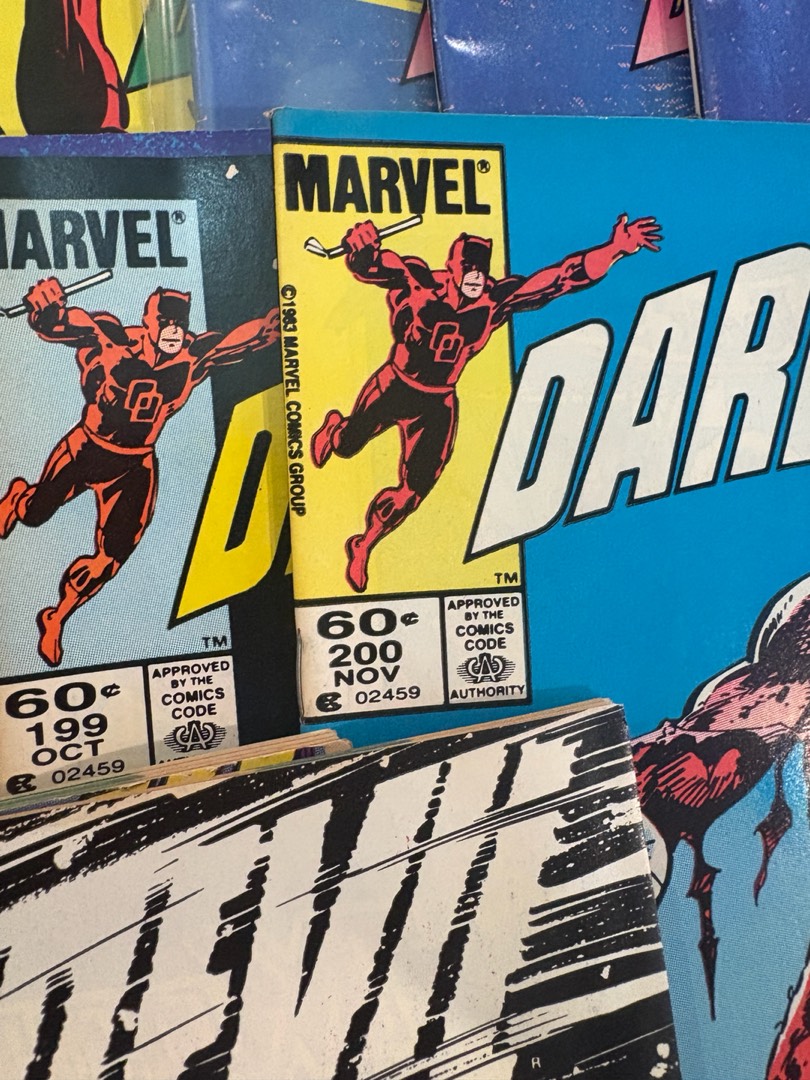 MARVEL®
TM
60¢
199
OCT
02459
APPROVED
BY THE
COMICS
CODE
MARVEL®
©1983 MARVEL COMICS GROUP
TM
60¢
200
NOV
02459
APPROVED
BY THE
COMICS
CODE
AUTHORITY
DAR
R